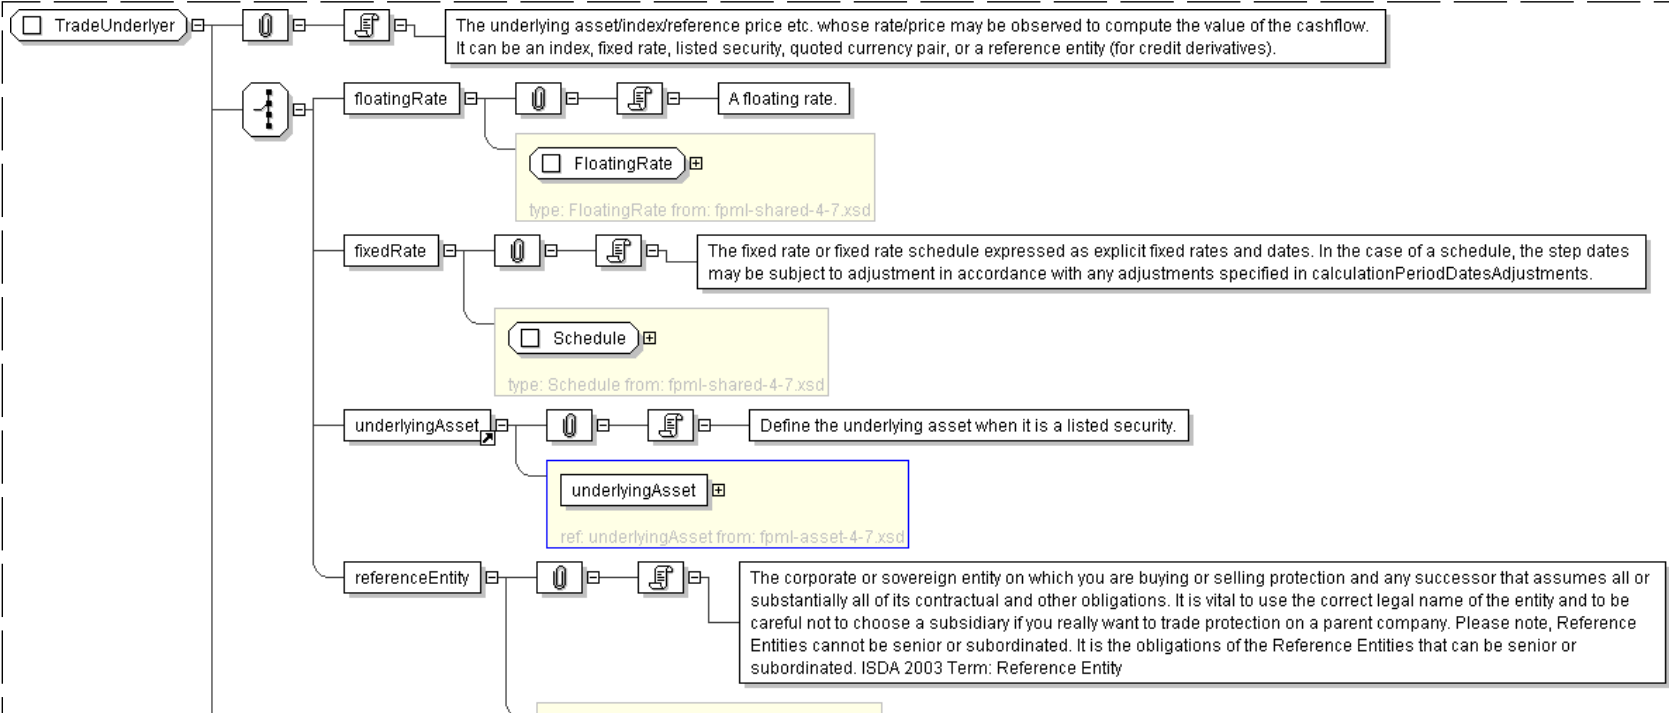 TradeUnderlyer
The underlying asset/index/reference price etc. whose rate/price may be observed to compute the value of the cashflow.
It can be an index, fixed rate, listed security, quoted currency pair, or a reference entity (for credit derivatives).
floatingRate
A floating rate.
FloatingRate
type: FloatingRate from: fpml-shared-4-7.xsd
fixedRate
The fixed rate or fixed rate schedule expressed as explicit fixed rates and dates. In the case of a schedule, the step dates
may be subject to adjustment in accordance with any adjustments specified in calculationPeriodDatesAdjustments.
Schedule
type: Schedule from: fpml-shared-4-7.xsd
underlyingAsset
Define the underlying asset when it is a listed security.
underlyingAsset
ref: underlyingAsset from: fpml-asset-4-7.xsd
referenceEntity
The corporate or sovereign entity on which you are buying or selling protection and any successor that assumes all or
substantially all of its contractual and other obligations. It is vital to use the correct legal name of the entity and to be
careful not to choose a subsidiary if you really want to trade protection on a parent company. Please note, Reference
Entities cannot be senior or subordinated. It is the obligations of the Reference Entities that can be senior or
subordinated. ISDA 2003 Term: Reference Entity